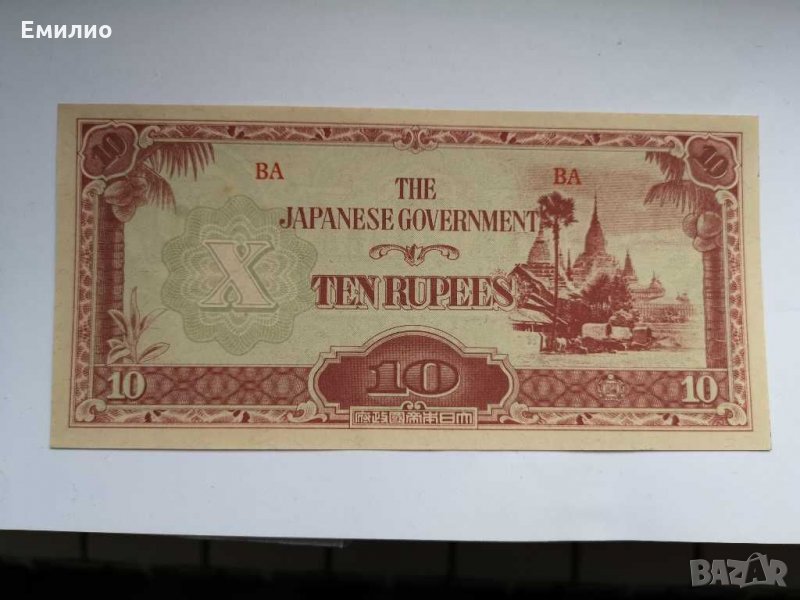 Емилио
10 10
BA BA
THE
JAPANESE GOVERNMENT
X
TEN RUPEES
10 10 10
府政國帝本日大
BAZAR